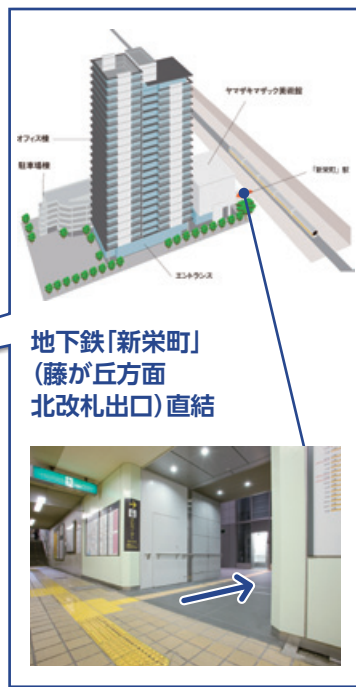 ヤマザキマザック美術館
オフィス棟
駐車場棟
「新栄町」駅
エントランス
地下鉄「新栄町」
(藤が丘方面
北改札出口)直結